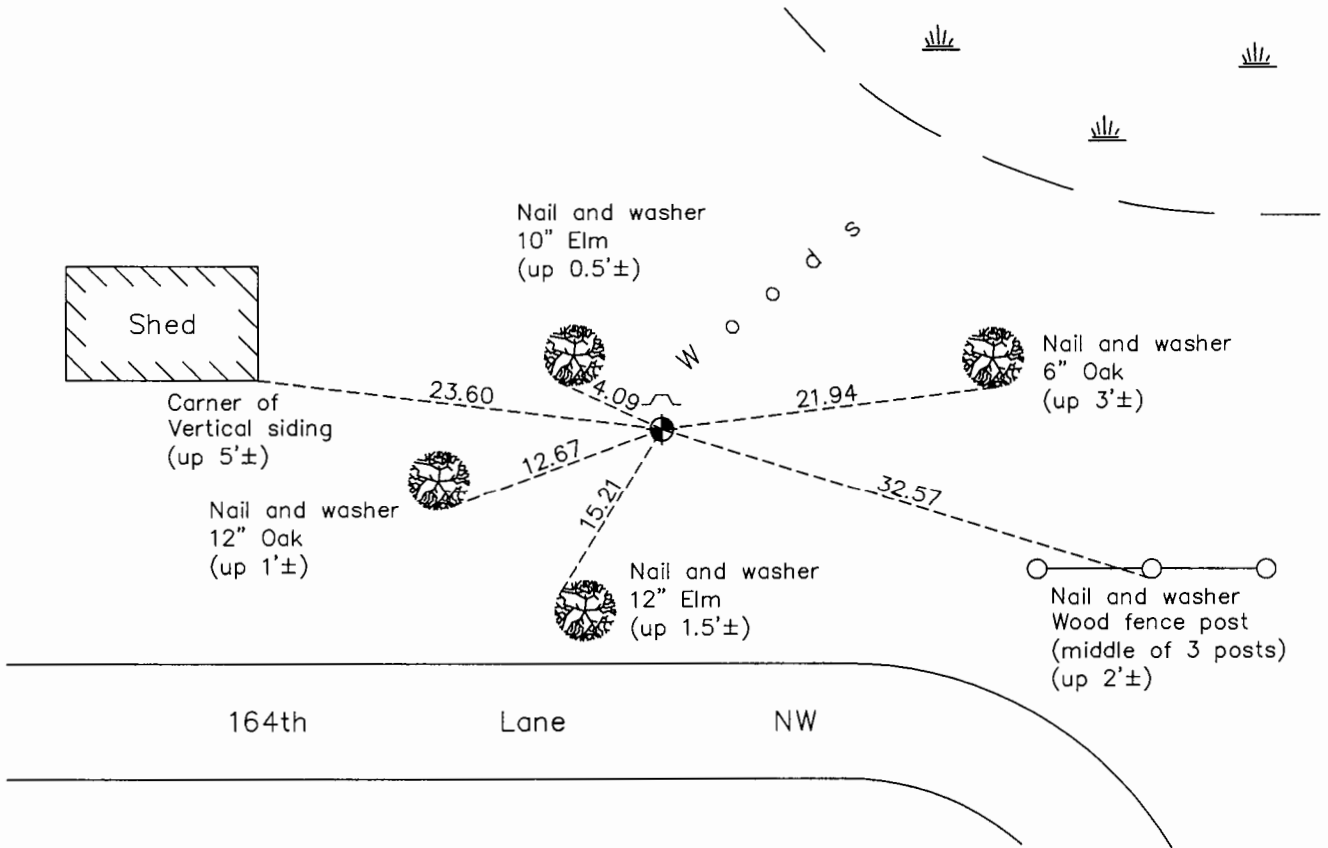 Nail and washer
10" Elm
(up 0.5'±)
Woods
Shed
23.60
4.09
21.94
Nail and washer
6" Oak
(up 3'±)
Carner of
Vertical siding
(up 5'±)
12.67
15.21
32.57
Nail and washer
12" Oak
(up 1'±)
Nail and washer
12" Elm
(up 1.5'±)
Nail and washer
Wood fence post
(middle of 3 posts)
(up 2'±)
164th Lane NW